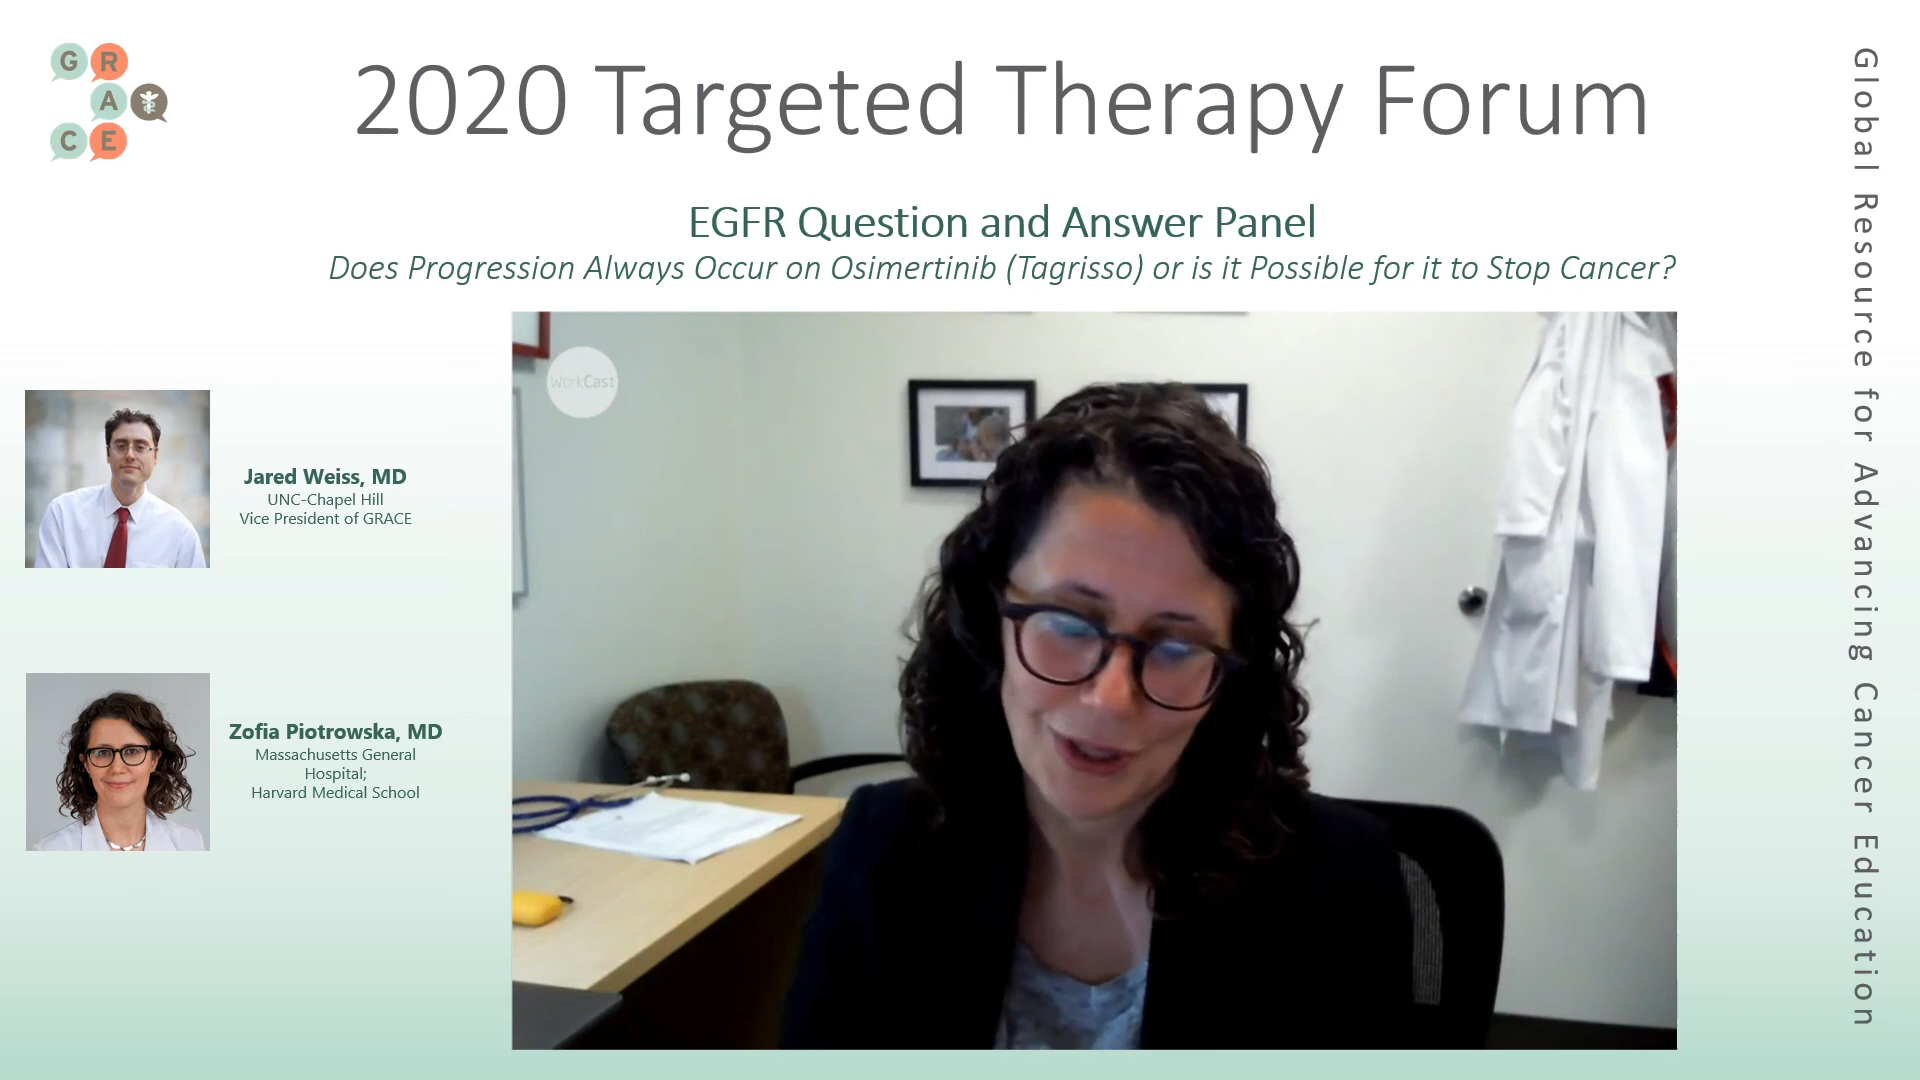 G R
A
C E
2020 Targeted Therapy Forum
EGFR Question and Answer Panel
Does Progression Always Occur on Osimertinib (Tagrisso) or is it Possible for it to Stop Cancer?
WorkCast
Jared Weiss, MD
UNC-Chapel Hill
Vice President of GRACE
Zofia Piotrowska, MD
Massachusetts General
Hospital;
Harvard Medical School
Global Resource for Advancing Cancer Education